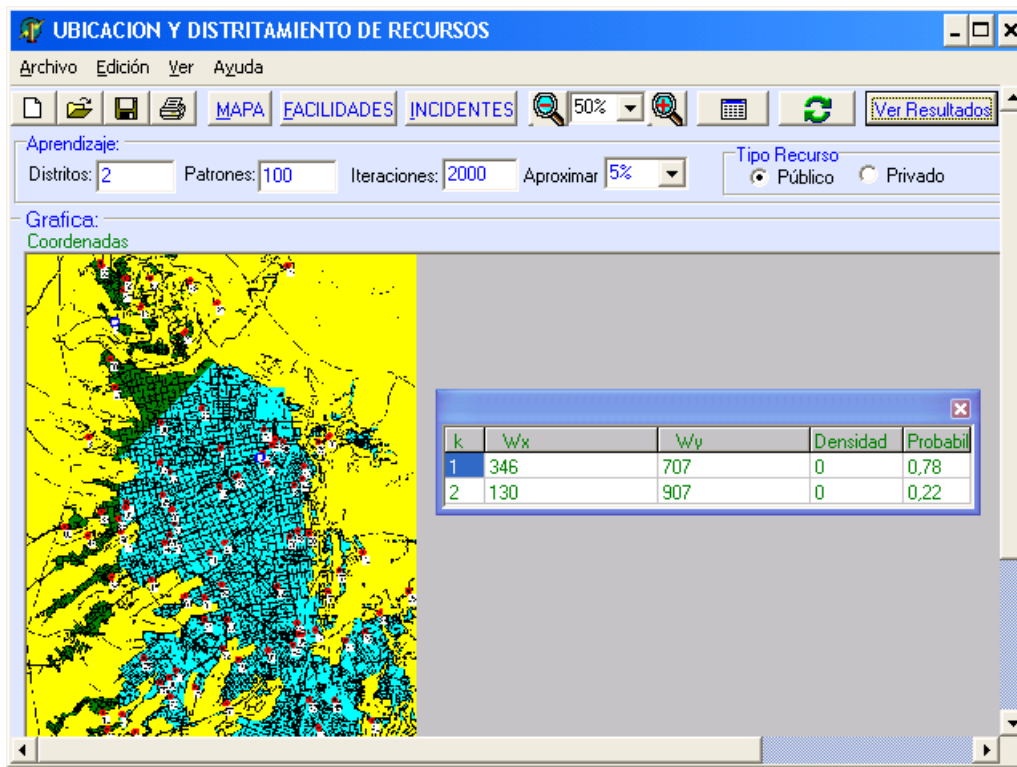 UBICACION Y DISTRITAMIENTO DE RECURSOS
Archivo Edición Ver Ayuda
MAPA FACILIDADES INCIDENTES 50% Ver Resultados
Aprendizaje:
Distritos: 2 Patrones: 100 Iteraciones: 2000 Aproximar 5%
Tipo Recurso
Público Privado
Grafica:
Coordenadas
k Wx Wy Densidad Probabil
1 346 707 0 0,78
2 130 907 0 0,22